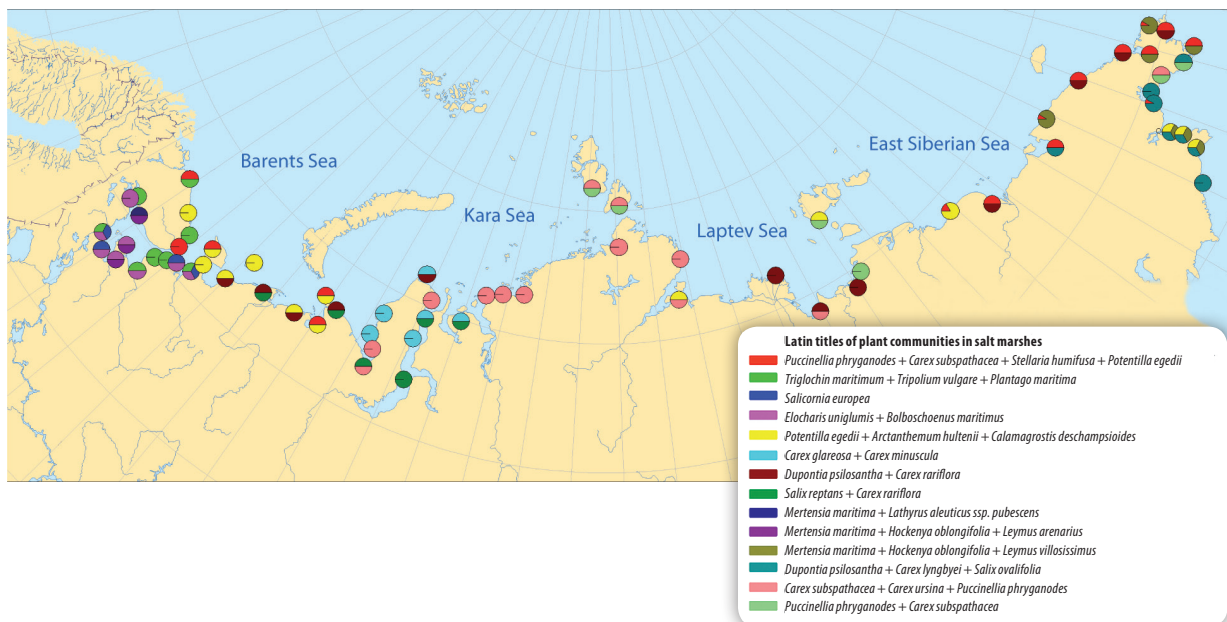 Barents Sea
Kara Sea
Laptev Sea
East Siberian Sea
Latin titles of plant communities in salt marshes
Puccinellia phryganodes + Carex subspathacea + Stellaria humifusa + Potentilla egedii
Triglochin maritimum + Tripolium vulgare + Plantago maritima
Salicornia europea
Elocharis uniglumis + Bolboschoenus maritimus
Potentilla egedii + Arctanthemum hultenii + Calamagrostis deschampsioides
Carex glareosa + Carex minuscula
Dupontia psilosantha + Carex rariflora
Salix reptans + Carex rariflora
Mertensia maritima + Lathyrus aleuticus ssp. pubescens
Mertensia maritima + Hockenya oblongifolia + Leymus arenarius
Mertensia maritima + Hockenya oblongifolia + Leymus villosissimus
Dupontia psilosantha + Carex lyngbyei + Salix ovalifolia
Carex subspathacea + Carex ursina + Puccinellia phryganodes
Puccinellia phryganodes + Carex subspathacea